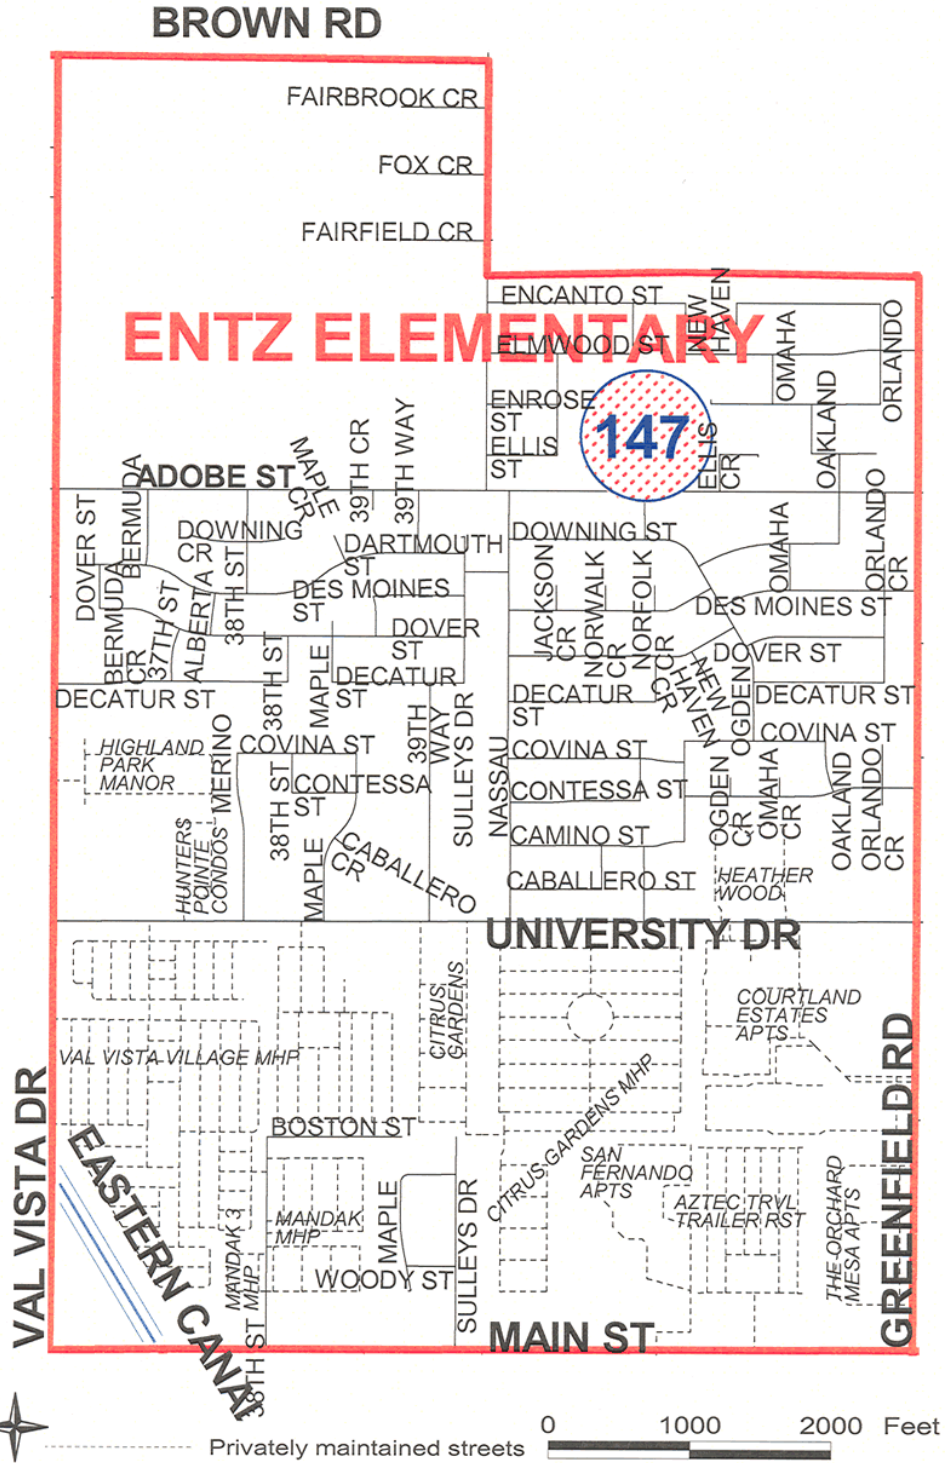 BROWN RD
FAIRBROOK CR
FOX CR
FAIRFIELD CR
ENCANTO ST
NEW
HAVEN
ENTZ ELEMENTARY
ELMWOOD ST
OMAHA
ORLANDO
ENROSE
ST
147
ELLIS
ST
ELLIS
CR
OAKLAND
ADOBE ST
MAPLE
CR
39TH CR
39TH WAY
DOVER ST
BERMUDA
DOWNING
CR
DARTMOUTH
ST
DOWNING ST
OMAHA
ORLANDO
CR
BERMUDA
CR
37TH ST
ALBERTA
38TH ST
DES MOINES
ST
JACKSON
CR
NORWALK
CR
NORFOLK
CR
DES MOINES ST
DOVER
ST
DOVER ST
DECATUR ST
38TH ST
MAPLE
DECATUR
ST
DECATUR
ST
CR
NEW
HAVEN
OGDEN
DECATUR ST
HIGHLAND
PARK
MANOR
MERINO
COVINA ST
39TH
WAY
SULLEYS DR
NASSAU
COVINA ST
COVINA ST
38TH ST
CONTESSA
ST
CONTESSA ST
OGDEN
CR
OMAHA
CR
OAKLAND
ORLANDO
CR
HUNTERS
POINTE
CONDOS
MAPLE
CABALLERO
CR
CAMINO ST
CABALLERO ST
HEATHER
WOOD
UNIVERSITY DR
CITRUS
GARDENS
COURTLAND
ESTATES
APTS
VAL VISTA VILLAGE MHP
VAL VISTA DR
EASTERN CANAL
BOSTON ST
CITRUS GARDENS MHP
SAN
FERNANDO
APTS
GREENFIELD RD
MANDAK 3
MHP
MANDAK
MHP
MAPLE
SULLEYS DR
AZTEC TRVL
TRAILER RST
THE ORCHARD
MESA APTS
WOODY ST
38TH ST
MAIN ST
0 1000 2000 Feet
Privately maintained streets